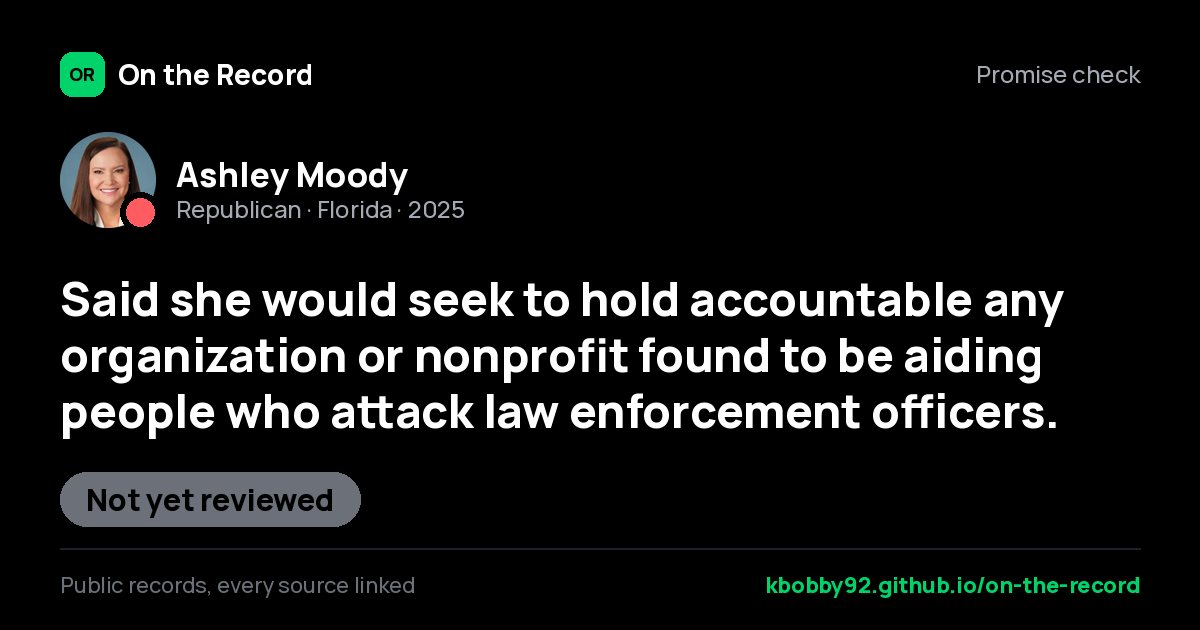 OR On the Record
Promise check
Ashley Moody
Republican · Florida · 2025
Said she would seek to hold accountable any
organization or nonprofit found to be aiding
people who attack law enforcement officers.
Not yet reviewed
Public records, every source linked
kbobby92.github.io/on-the-record